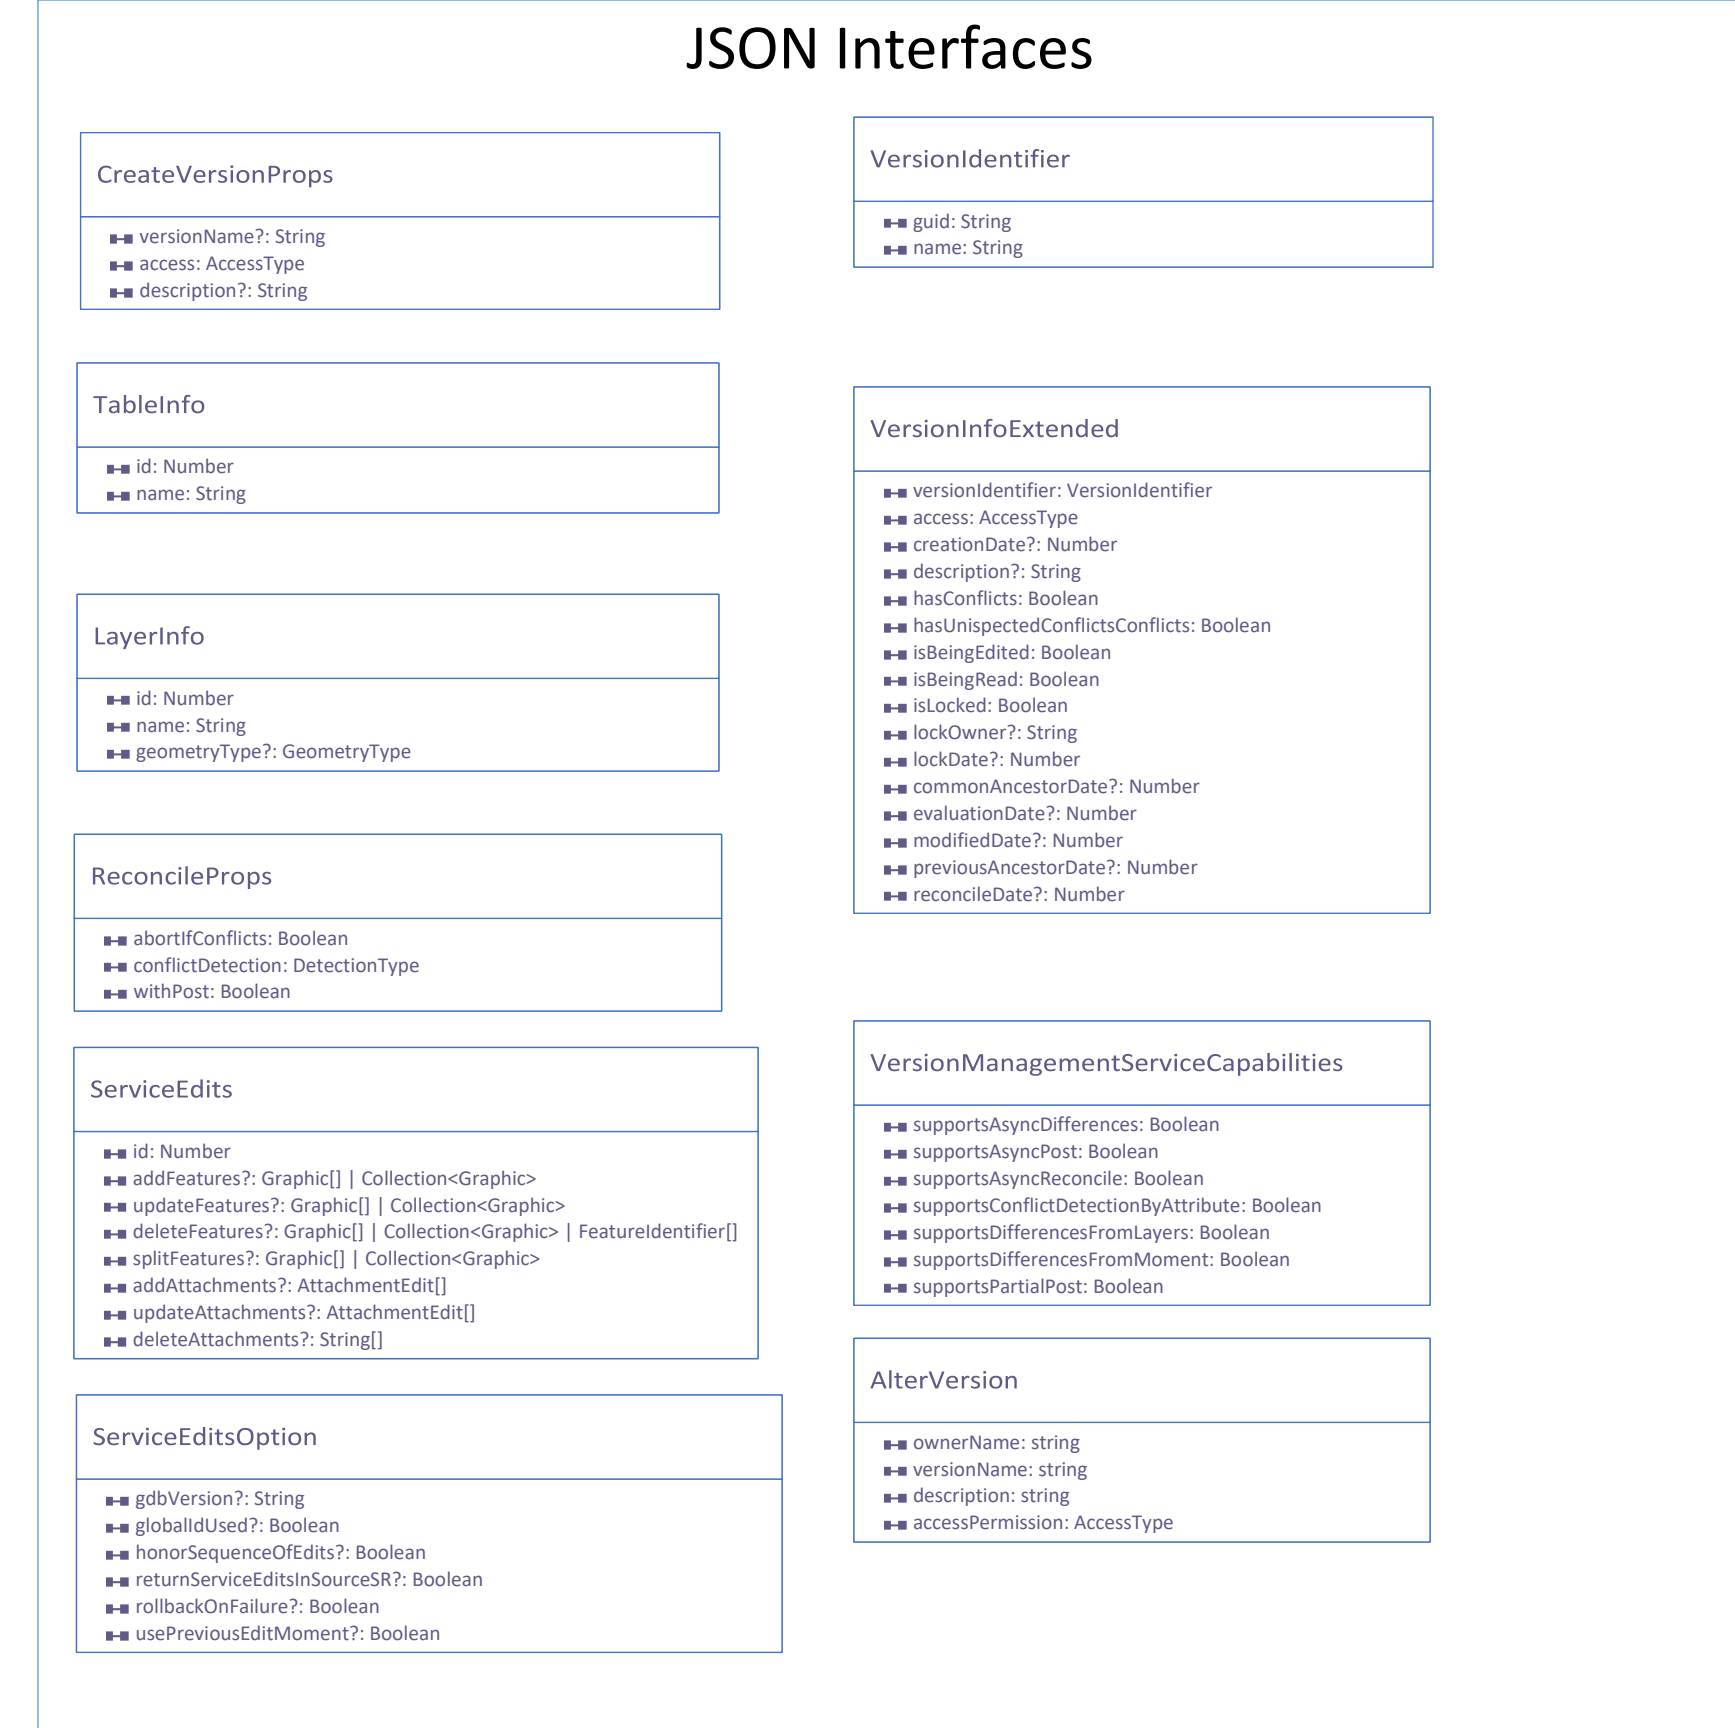 JSON Interfaces
CreateVersionProps
versionName?: String
access: AccessType
description?: String
TableInfo
id: Number
name: String
LayerInfo
id: Number
name: String
geometryType?: GeometryType
ReconcileProps
abortIfConflicts: Boolean
conflictDetection: DetectionType
withPost: Boolean
ServiceEdits
id: Number
addFeatures?: Graphic[] | Collection<Graphic>
updateFeatures?: Graphic[] | Collection<Graphic>
deleteFeatures?: Graphic[] | Collection<Graphic> | FeatureIdentifier[]
splitFeatures?: Graphic[] | Collection<Graphic>
addAttachments?: AttachmentEdit[]
updateAttachments?: AttachmentEdit[]
deleteAttachments?: String[]
ServiceEditsOption
gdbVersion?: String
globalIdUsed?: Boolean
honorSequenceOfEdits?: Boolean
returnServiceEditsInSourceSR?: Boolean
rollbackOnFailure?: Boolean
usePreviousEditMoment?: Boolean
VersionIdentifier
guid: String
name: String
VersionInfoExtended
versionIdentifier: VersionIdentifier
access: AccessType
creationDate?: Number
description?: String
hasConflicts: Boolean
hasUnispectedConflictsConflicts: Boolean
isBeingEdited: Boolean
isBeingRead: Boolean
isLocked: Boolean
lockOwner?: String
lockDate?: Number
commonAncestorDate?: Number
evaluationDate?: Number
modifiedDate?: Number
previousAncestorDate?: Number
reconcileDate?: Number
VersionManagementServiceCapabilities
supportsAsyncDifferences: Boolean
supportsAsyncPost: Boolean
supportsAsyncReconcile: Boolean
supportsConflictDetectionByAttribute: Boolean
supportsDifferencesFromLayers: Boolean
supportsDifferencesFromMoment: Boolean
supportsPartialPost: Boolean
AlterVersion
ownerName: string
versionName: string
description: string
accessPermission: AccessType